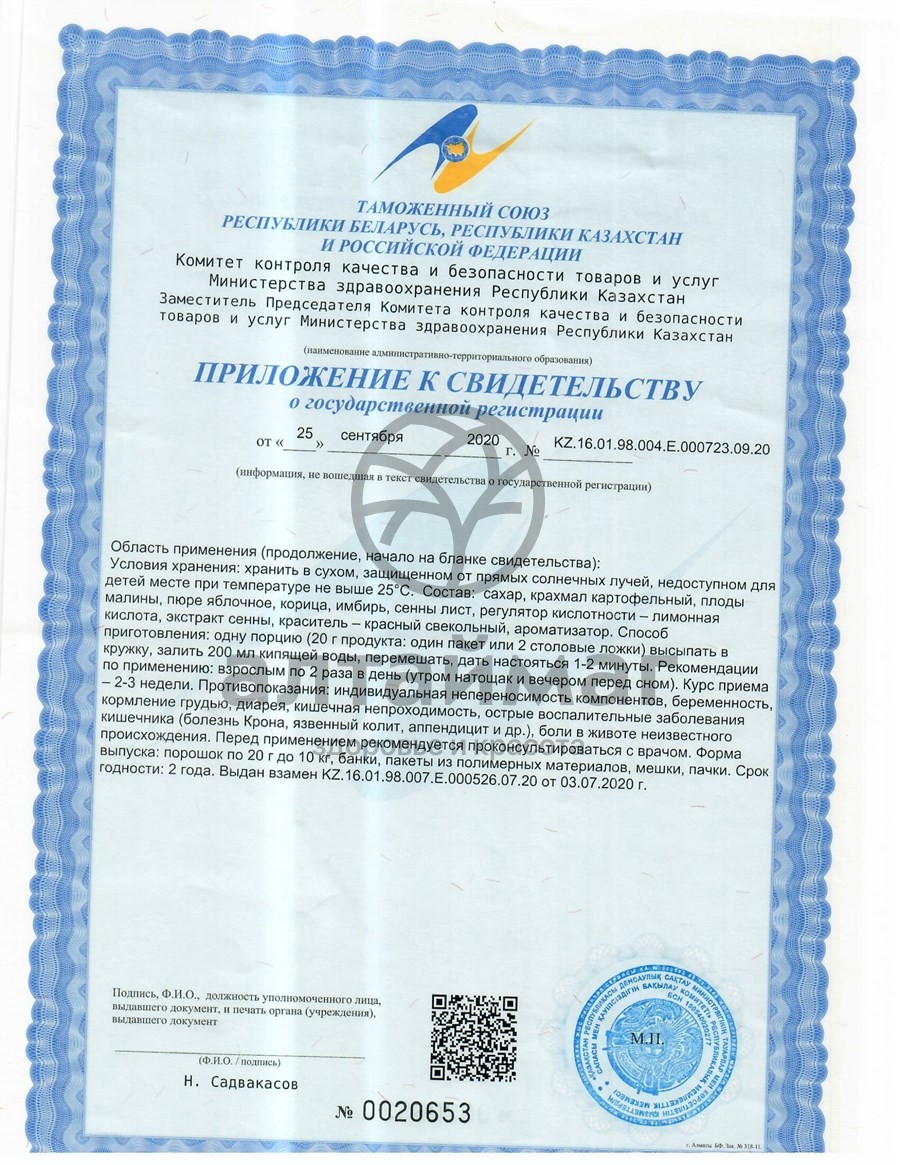 ТАМОЖЕННЫЙ СОЮЗ
РЕСПУБЛИКИ БЕЛАРУСЬ, РЕСПУБЛИКИ КАЗАХСТАН
И РОССИЙСКОЙ ФЕДЕРАЦИИ
Комитет контроля качества и безопасности товаров и услуг
Министерства здравоохранения Республики Казахстан
Заместитель Председателя Комитета контроля качества и безопасности
товаров и услуг Министерства здравоохранения Республики Казахстан
(наименование административно-территориального образования)
ПРИЛОЖЕНИЕ К СВИДЕТЕЛЬСТВУ
о государственной регистрации
от « 25 » сентября 2020 г. № KZ.16.01.98.004.E.000723.09.20
(информация, не вошедшая в текст свидетельства о государственной регистрации)
Область применения (продолжение, начало на бланке свидетельства):
Условия хранения: хранить в сухом, защищенном от прямых солнечных лучей, недоступном для
детей месте при температуре не выше 25°С. Состав: сахар, крахмал картофельный, плоды
малины, пюре яблочное, корица, имбирь, сенны лист, регулятор кислотности – лимонная
кислота, экстракт сенны, краситель – красный свекольный, ароматизатор. Способ
приготовления: одну порцию (20 г продукта: один пакет или 2 столовые ложки) высыпать в
кружку, залить 200 мл кипящей воды, перемешать, дать настояться 1-2 минуты. Рекомендации
по применению: взрослым по 2 раза в день (утром натощак и вечером перед сном). Курс приема
– 2-3 недели. Противопоказания: индивидуальная непереносимость компонентов, беременность,
кормление грудью, диарея, кишечная непроходимость, острые воспалительные заболевания
кишечника (болезнь Крона, язвенный колит, аппендицит и др.), боли в животе неизвестного
происхождения. Перед применением рекомендуется проконсультироваться с врачом. Форма
выпуска: порошок по 20 г до 10 кг, банки, пакеты из полимерных материалов, мешки, пачки. Срок
годности: 2 года. Выдан взамен KZ.16.01.98.007.E.000526.07.20 от 03.07.2020 г.
алтаймаг
здоровье и красота
Подпись, Ф.И.О., должность уполномоченного лица,
выдавшего документ, и печать органа (учреждения),
выдавшего документ
(Ф.И.О. / подпись)
Н. Садвакасов
М.П.
№ 0020653
г. Алматы. БФ. Зак. № 318-11.